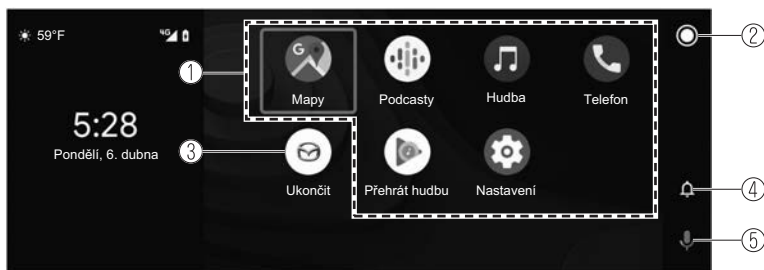 59°F
4G
5:28
Pondělí, 6. dubna
①
G
Mapy
Podcasty
Hudba
Telefon
②
③
Ukončit
Přehrát hudbu
Nastavení
④
⑤